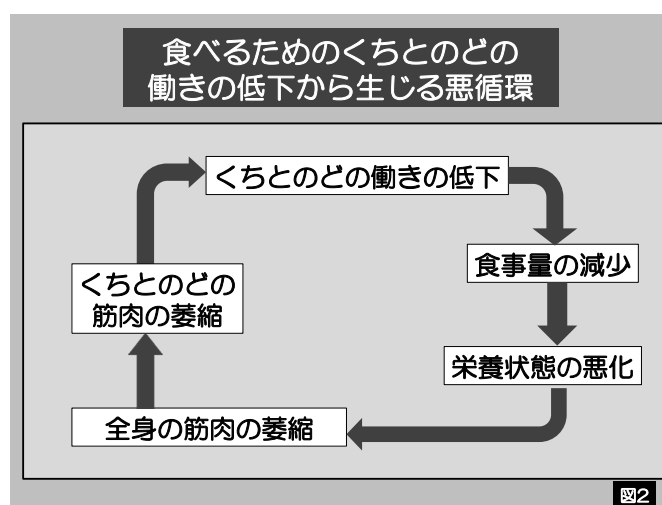 食べるためのくちとのどの
働きの低下から生じる悪循環
くちとのどの働きの低下
食事量の減少
栄養状態の悪化
全身の筋肉の萎縮
くちとのどの
筋肉の萎縮
図2